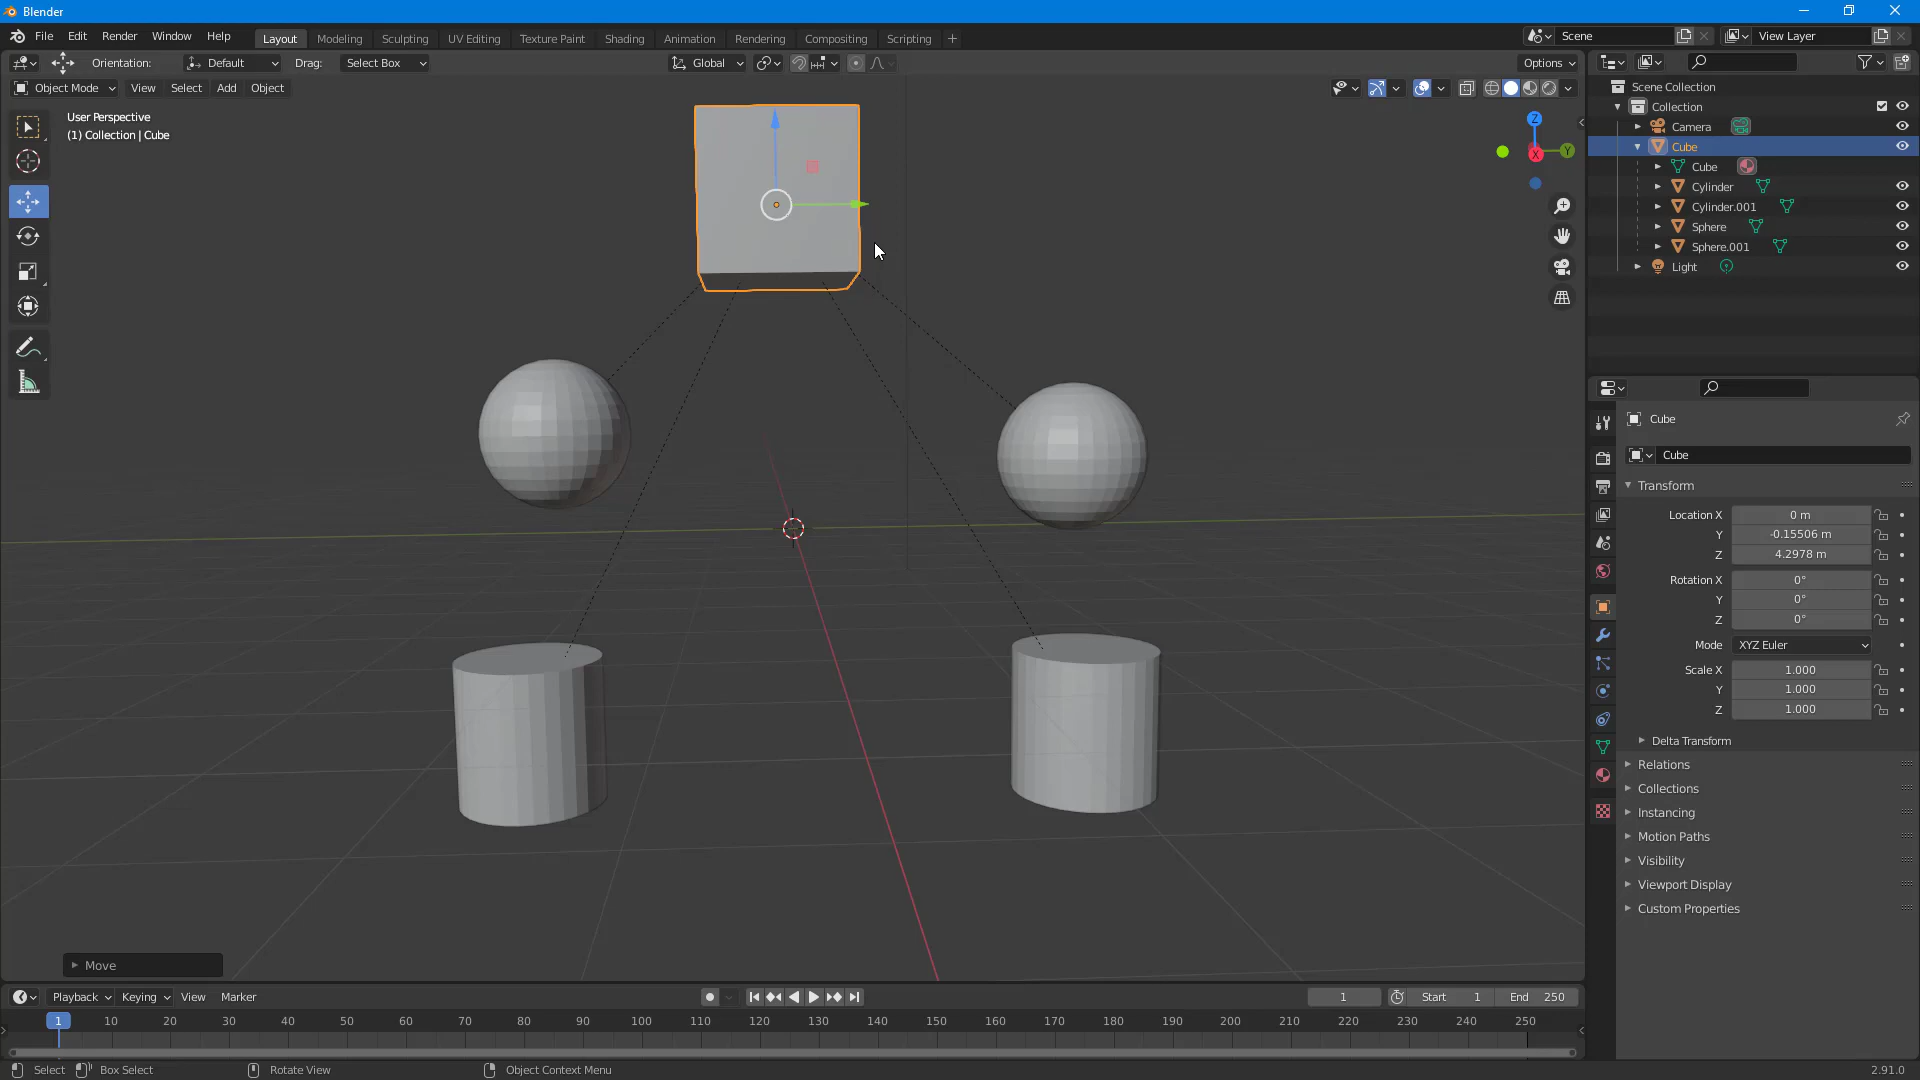 Blender
File Edit Render Window Help Layout Modeling Sculpting UV Editing Texture Paint Shading Animation Rendering Compositing Scripting + Scene View Layer
Orientation: Default Drag: Select Box Global Options
Object Mode View Select Add Object
User Perspective
(1) Collection | Cube
Z
X
Y
Scene Collection
Collection
Camera
Cube
Cube
Cylinder
Cylinder.001
Sphere
Sphere.001
Light
Cube
Cube
Transform
Location X 0 m
Y -0.15506 m
Z 4.2978 m
Rotation X 0°
Y 0°
Z 0°
Mode XYZ Euler
Scale X 1.000
Y 1.000
Z 1.000
Delta Transform
Relations
Collections
Instancing
Motion Paths
Visibility
Viewport Display
Custom Properties
Move
Playback Keying View Marker 1 Start 1 End 250
1 10 20 30 40 50 60 70 80 90 100 110 120 130 140 150 160 170 180 190 200 210 220 230 240 250
Select Box Select Rotate View Object Context Menu 2.91.0